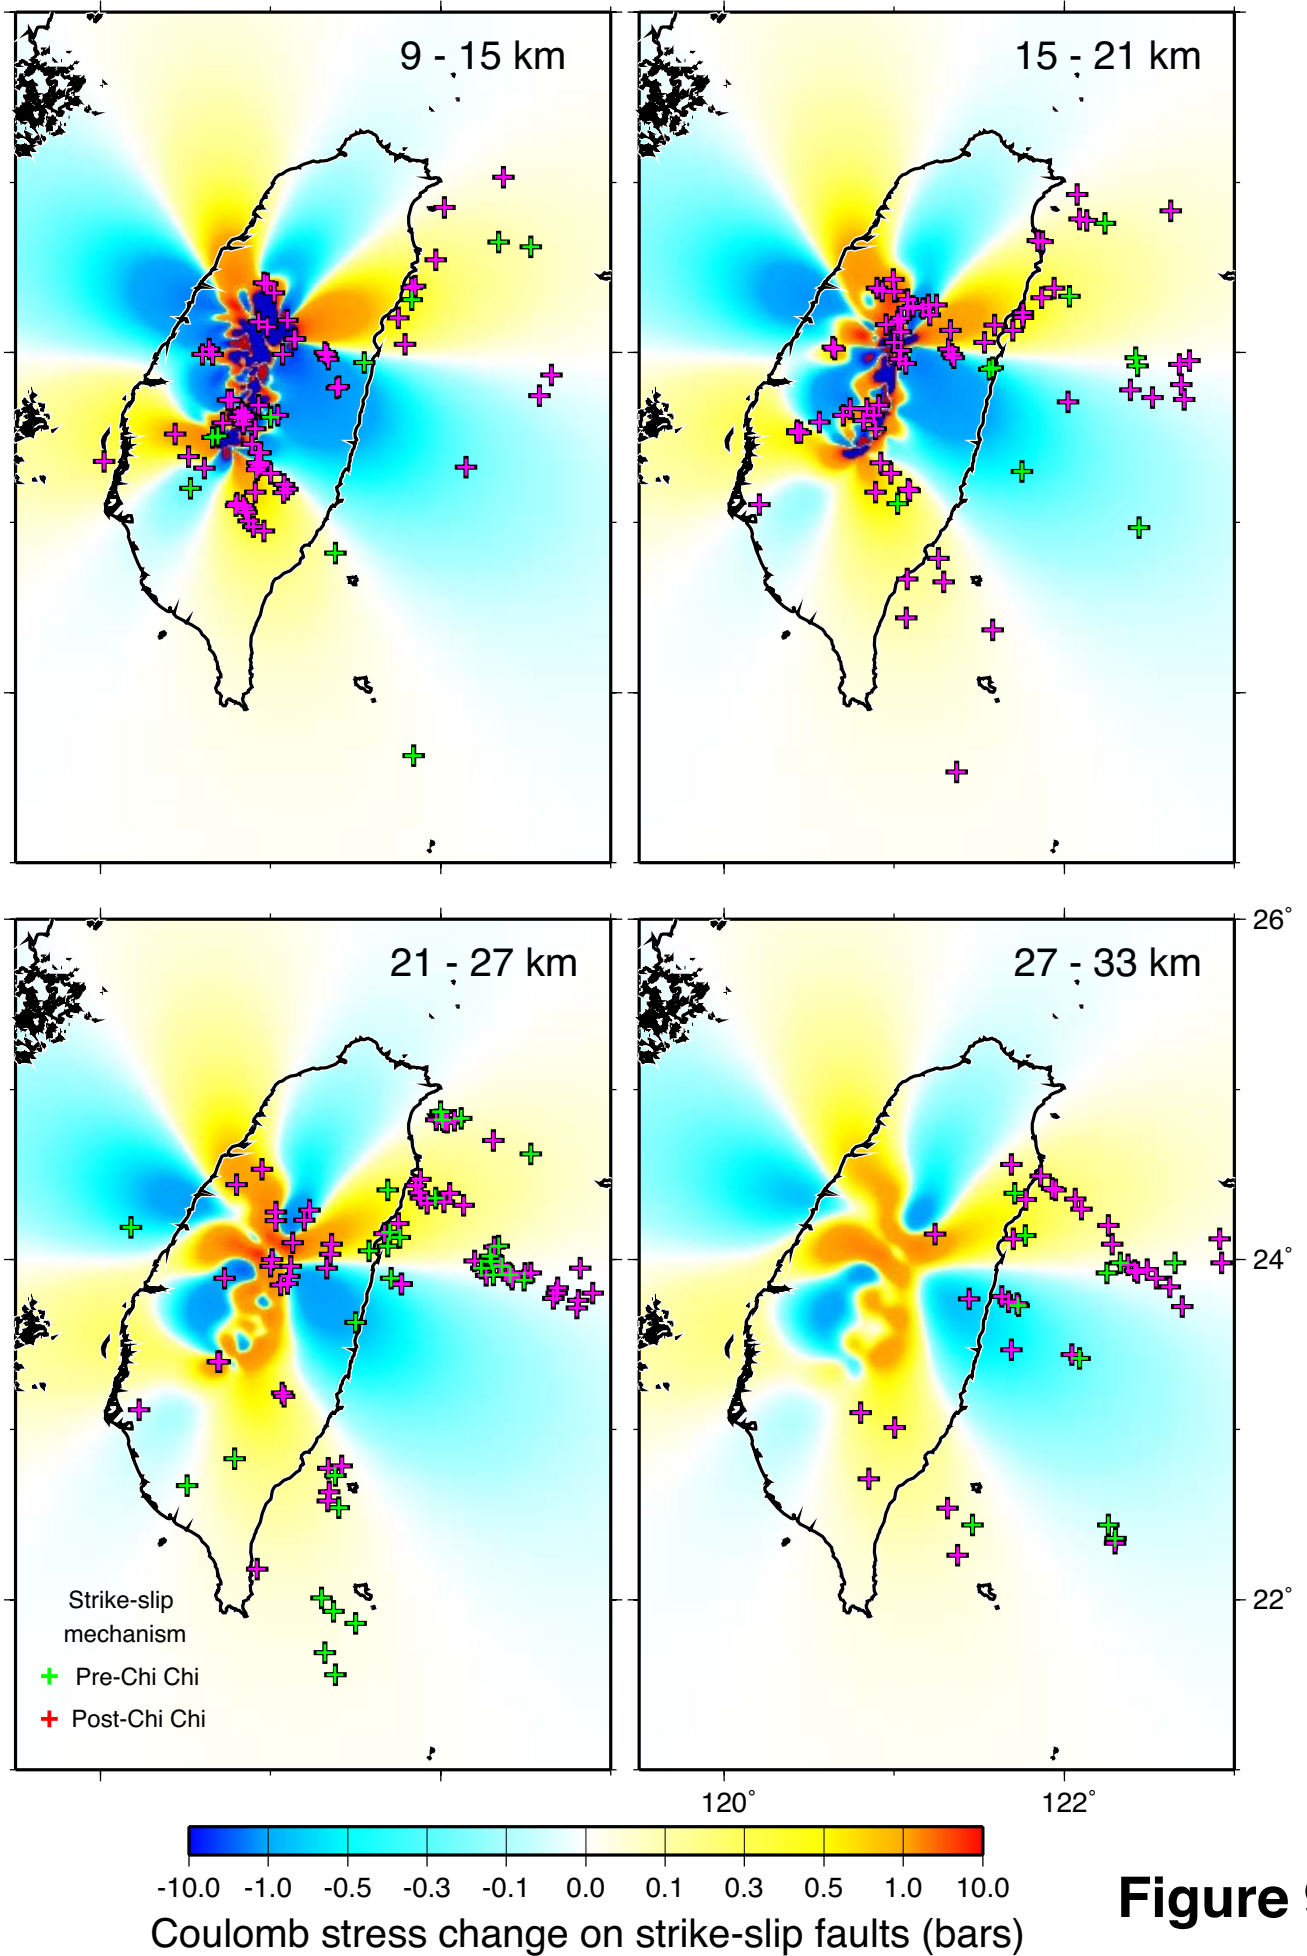 9 - 15 km
15 - 21 km
21 - 27 km
27 - 33 km
26°
24°
22°
Strike-slip
mechanism
Pre-Chi Chi
Post-Chi Chi
120°
122°
-10.0 -1.0 -0.5 -0.3 -0.1 0.0 0.1 0.3 0.5 1.0 10.0
Coulomb stress change on strike-slip faults (bars)
Figure